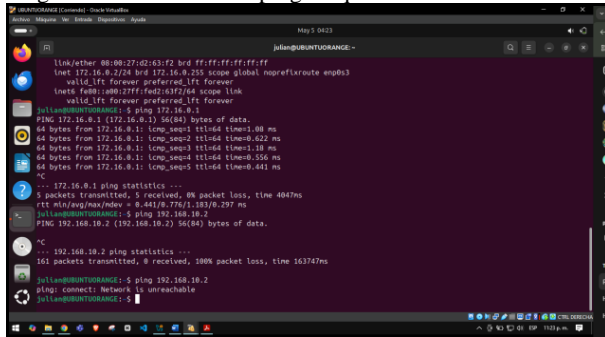 UBUNTUORANGE [Corriendo] - Oracle VirtualBox
Archivo Máquina Ver Entrada Dispositivos Ayuda
May 5 04:23
julian@UBUNTUORANGE: ~
link/ether 08:00:27:d2:63:f2 brd ff:ff:ff:ff:ff:ff
inet 172.16.0.2/24 brd 172.16.0.255 scope global noprefixroute enp0s3
valid_lft forever preferred_lft forever
inet6 fe80::a00:27ff:fed2:63f2/64 scope link
valid_lft forever preferred_lft forever
julian@UBUNTUORANGE:~$ ping 172.16.0.1
PING 172.16.0.1 (172.16.0.1) 56(84) bytes of data.
64 bytes from 172.16.0.1: icmp_seq=1 ttl=64 time=1.08 ms
64 bytes from 172.16.0.1: icmp_seq=2 ttl=64 time=0.622 ms
64 bytes from 172.16.0.1: icmp_seq=3 ttl=64 time=1.18 ms
64 bytes from 172.16.0.1: icmp_seq=4 ttl=64 time=0.556 ms
64 bytes from 172.16.0.1: icmp_seq=5 ttl=64 time=0.441 ms
^C
--- 172.16.0.1 ping statistics ---
5 packets transmitted, 5 received, 0% packet loss, time 4047ms
rtt min/avg/max/mdev = 0.441/0.776/1.183/0.297 ms
julian@UBUNTUORANGE:~$ ping 192.168.10.2
PING 192.168.10.2 (192.168.10.2) 56(84) bytes of data.
^C
--- 192.168.10.2 ping statistics ---
161 packets transmitted, 0 received, 100% packet loss, time 163747ms
julian@UBUNTUORANGE:~$ ping 192.168.10.2
ping: connect: Network is unreachable
julian@UBUNTUORANGE:~$
CTRL DERECHA
ESP 11:23 p. m.